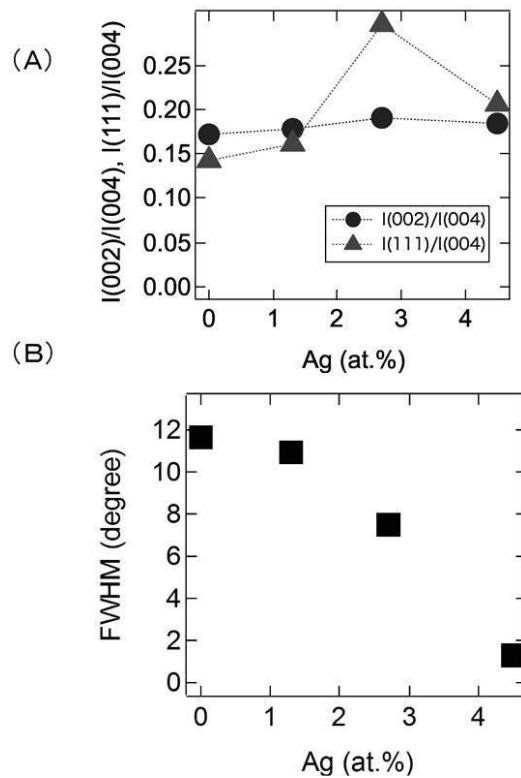 (A)
I(002)/I(004), I(111)/I(004)
0.25
0.20
0.15
0.10
0.05
0.00
I(002)/I(004)
I(111)/I(004)
0 1 2 3 4
Ag (at.%)
(B)
FWHM (degree)
12
10
8
6
4
2
0
0 1 2 3 4
Ag (at.%)